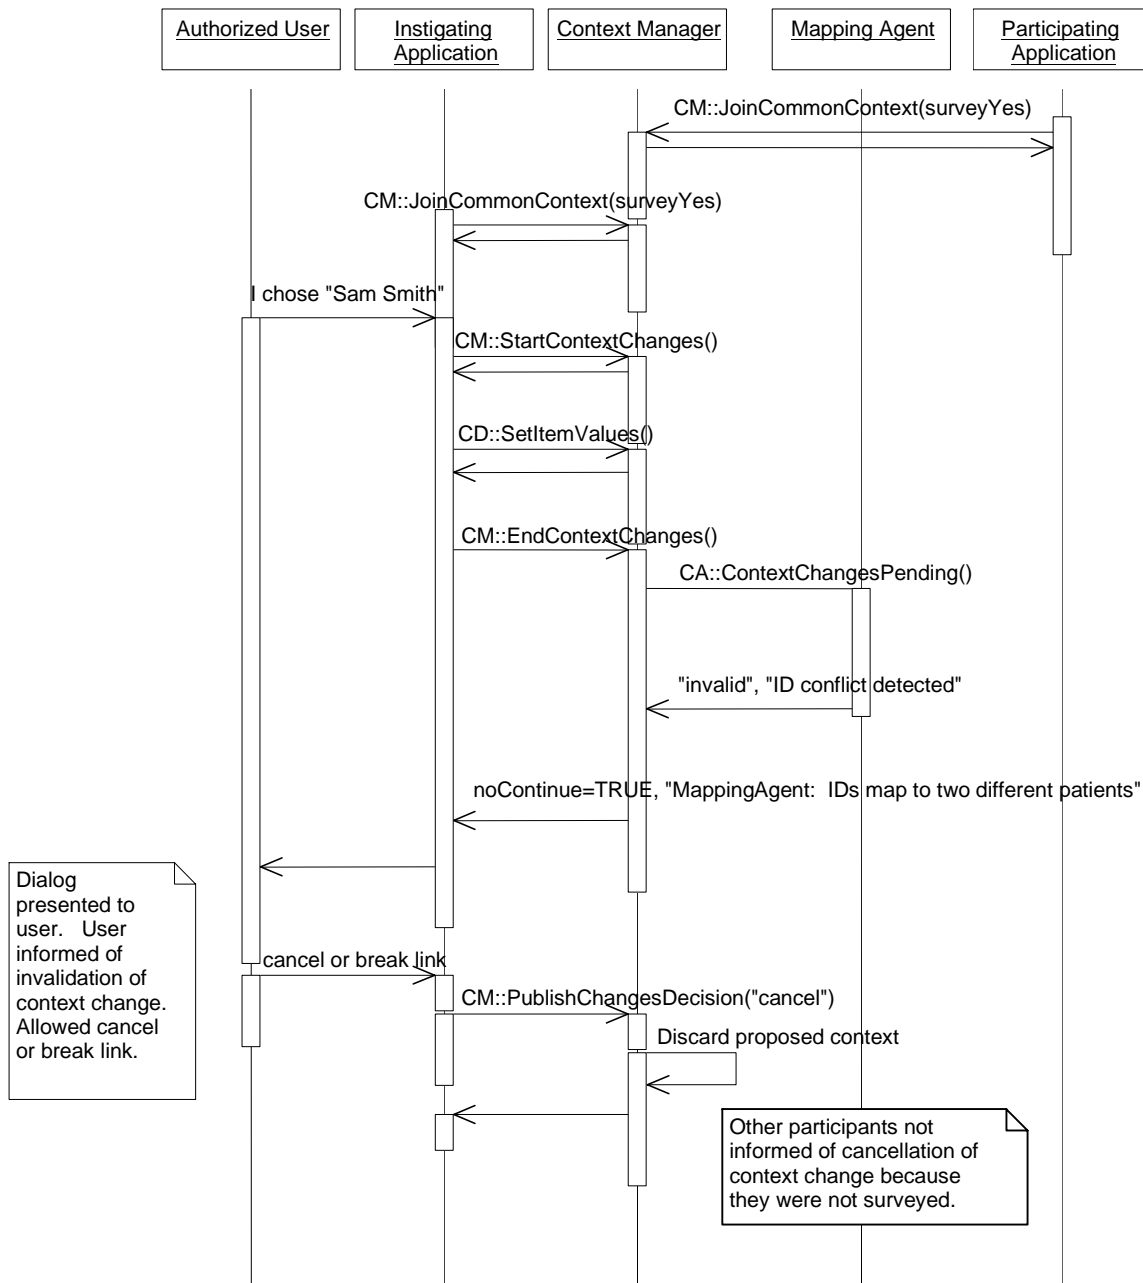 Authorized User
Instigating
Application
Context Manager
Mapping Agent
Participating
Application
CM::JoinCommonContext(surveyYes)
CM::JoinCommonContext(surveyYes)
I chose "Sam Smith"
CM::StartContextChanges()
CD::SetItemValues()
CM::EndContextChanges()
CA::ContextChangesPending()
"invalid", "ID conflict detected"
noContinue=TRUE, "MappingAgent:  IDs map to two different patients"
Dialog
presented to
user.   User
informed of
invalidation of
context change.
Allowed cancel
or break link.
cancel or break link
CM::PublishChangesDecision("cancel")
Discard proposed context
Other participants not
informed of cancellation of
context change because
they were not surveyed.